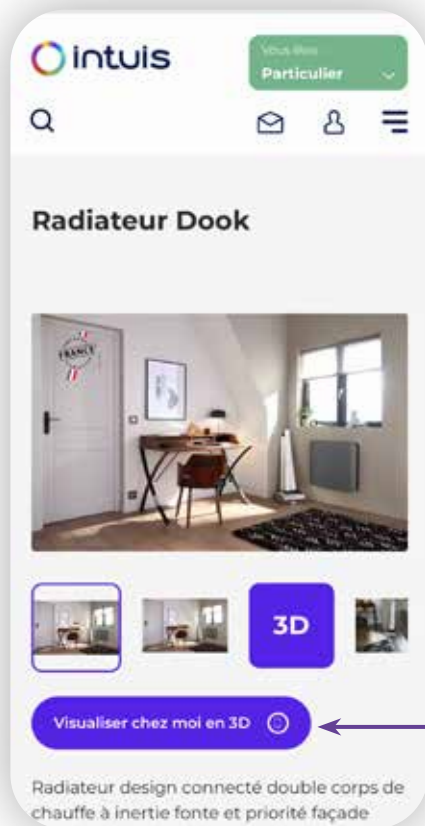 intuis
Vous êtes
Particulier
Radiateur Dook
FRANCE
3D
Visualiser chez moi en 3D
Radiateur design connecté double corps de
chauffe à inertie fonte et priorité façade